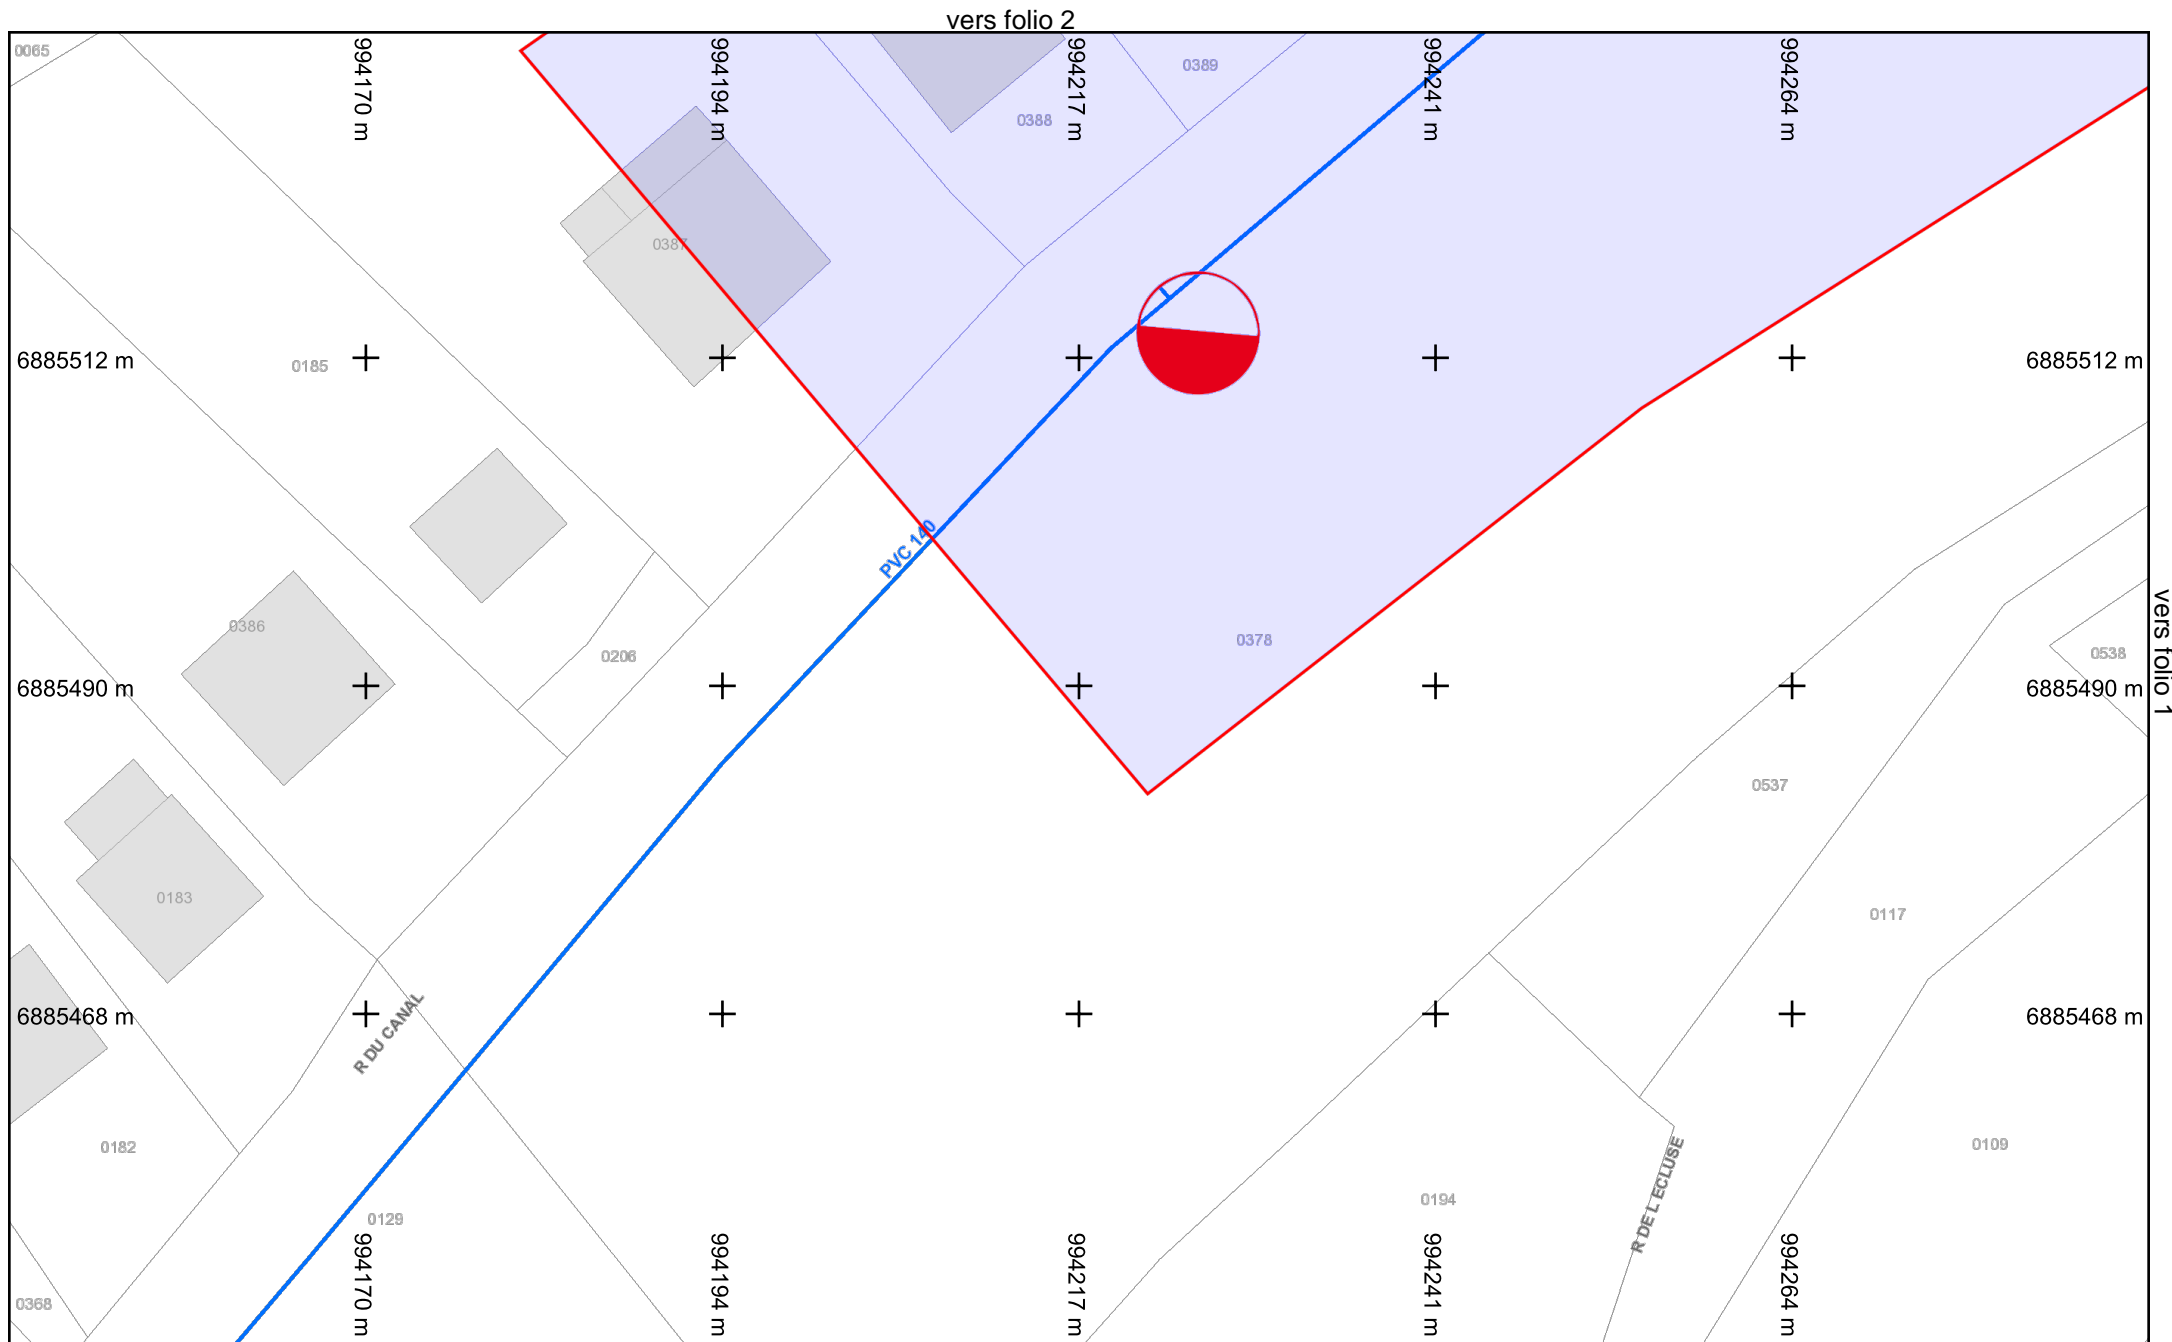 vers folio 2
0065
994170 m
994194 m
994217 m
994241 m
994264 m
0389
0388
0387
6885512 m
0185
6885512 m
PVC 140
0386
0378
0206
0538
6885490 m
6885490 m
vers folio 1
0537
0183
0117
6885468 m
R DU CANAL
6885468 m
0182
0109
0194
R DE L ECLUSE
0129
994170 m
994194 m
994217 m
994241 m
994264 m
0368